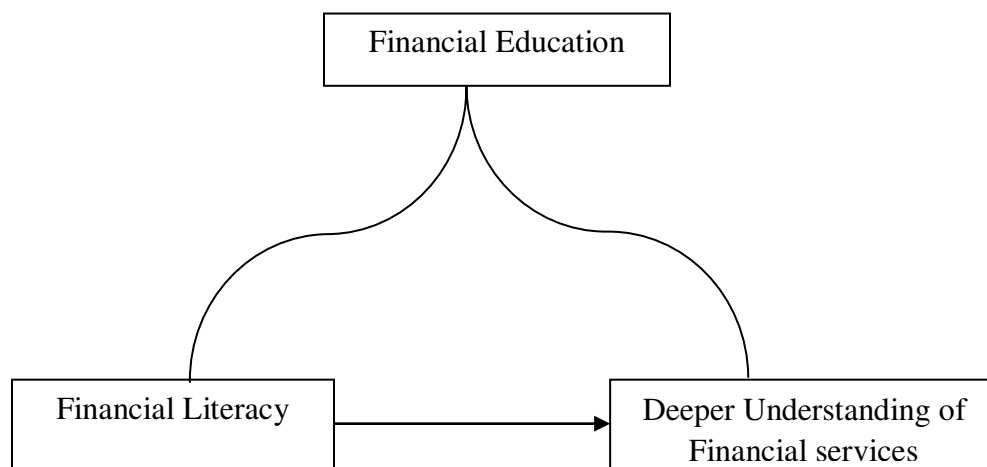 Financial Education
Financial Literacy
Deeper Understanding of
Financial services